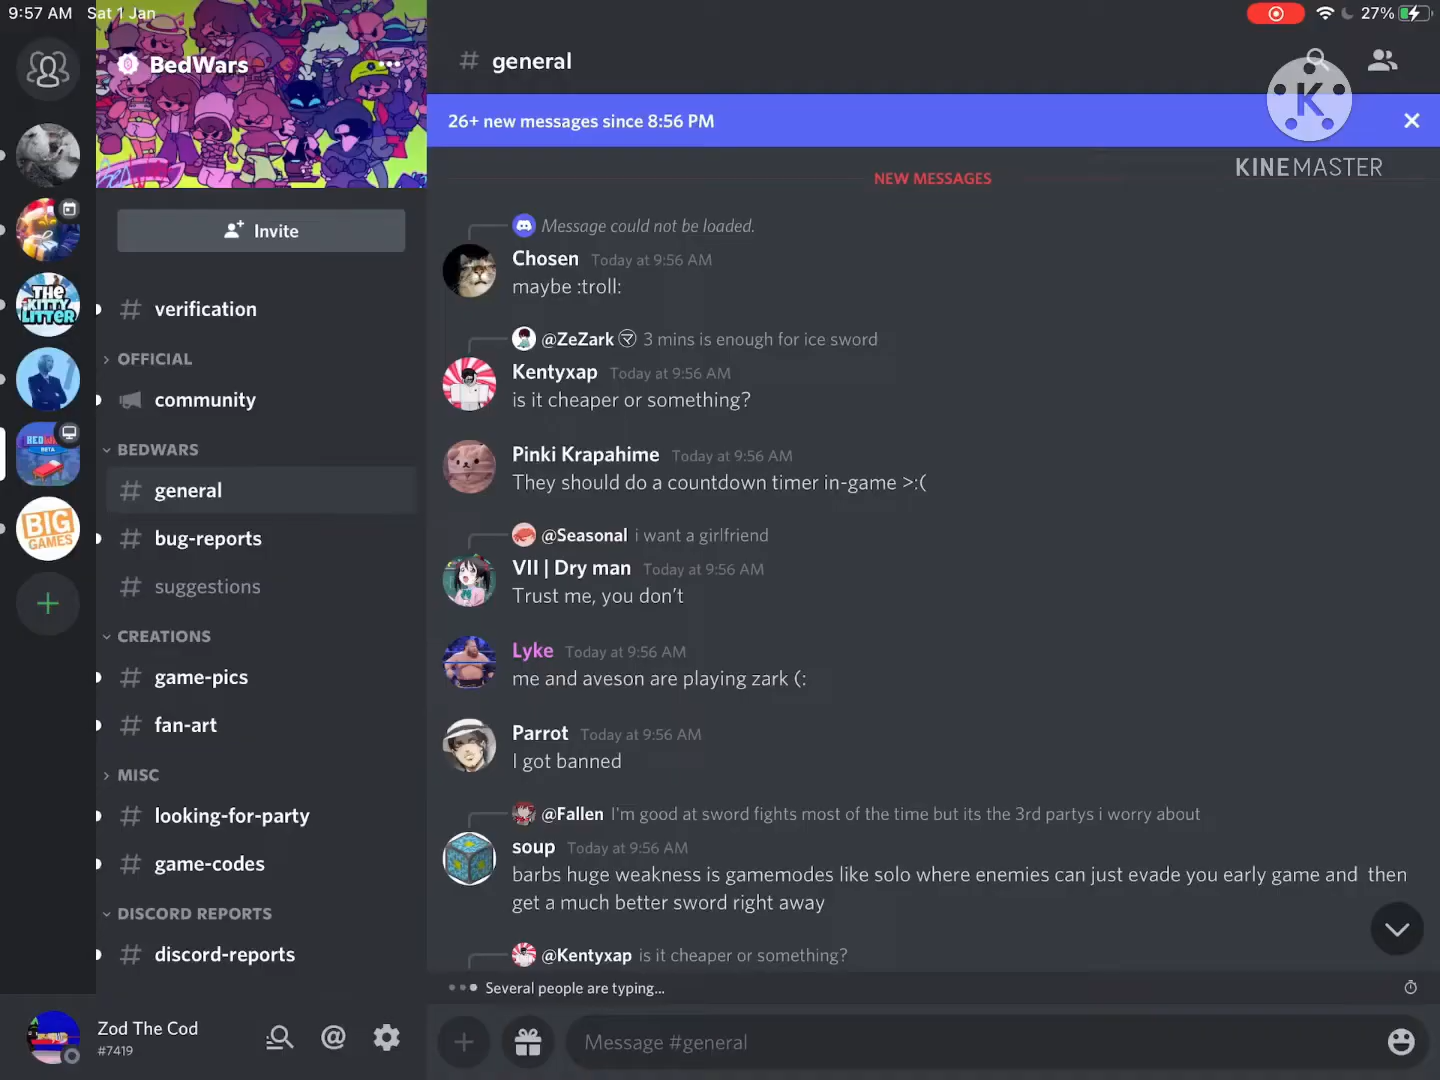 9:57 AM Sat 1 Jan
27%
BedWars
general
26+ new messages since 8:56 PM
KINEMASTER
K
NEW MESSAGES
Invite
verification
OFFICIAL
community
BEDWARS
general
bug-reports
suggestions
CREATIONS
game-pics
fan-art
MISC
looking-for-party
game-codes
DISCORD REPORTS
discord-reports
THE KITTY LITTER
BETA
BIG GAMES
Zod The Cod
#7419
Message could not be loaded.
Chosen Today at 9:56 AM
maybe :troll:
@ZeZark 3 mins is enough for ice sword
Kentyxap Today at 9:56 AM
is it cheaper or something?
Pinki Krapahime Today at 9:56 AM
They should do a countdown timer in-game >:(
@Seasonal i want a girlfriend
VII | Dry man Today at 9:56 AM
Trust me, you don’t
Lyke Today at 9:56 AM
me and aveson are playing zark (:
Parrot Today at 9:56 AM
I got banned
@Fallen I'm good at sword fights most of the time but its the 3rd partys i worry about
soup Today at 9:56 AM
barbs huge weakness is gamemodes like solo where enemies can just evade you early game and then
get a much better sword right away
@Kentyxap is it cheaper or something?
Several people are typing...
Message #general